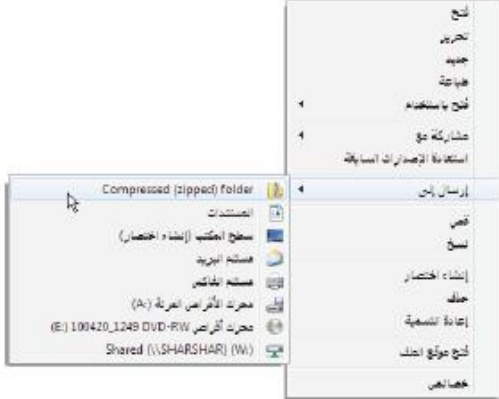 فتح
تحرير
جديد
طباعة
فتح باستخدام
مشاركة مع
استعادة الإصدارات السابقة
إرسال إلى
Compressed (zipped) folder
المستندات
سطح المكتب (إنشاء اختصار)
مستلم البريد
مستلم الفاكس
محرك الأقراص المرنة (A:)
محرك أقراص DVD-RW (E:) 100420_1249
Shared (\\SHARSHAR) (W:)
قص
نسخ
إنشاء اختصار
حذف
إعادة التسمية
فتح موقع الملف
خصائص